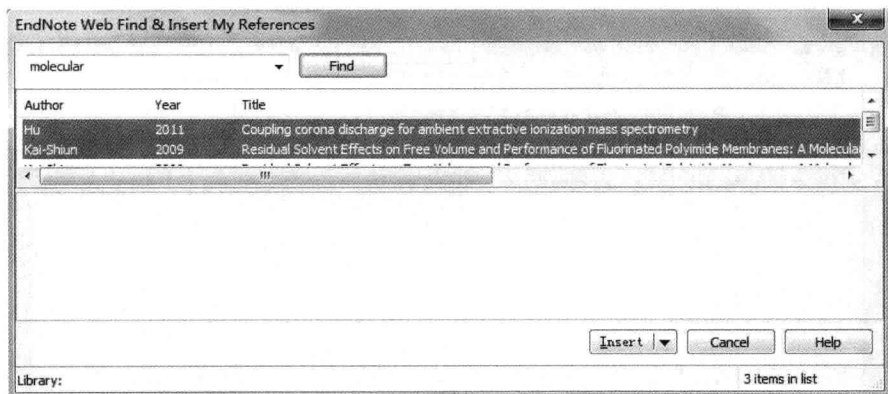 EndNote Web Find & Insert My References
molecular Find
Author Year Title
Hu 2011 Coupling corona discharge for ambient extractive ionization mass spectrometry
Kai-Shiun 2009 Residual Solvent Effects on Free Volume and Performance of Fluorinated Polyimide Membranes: A Molecular
Insert Cancel Help
Library: 3 items in list